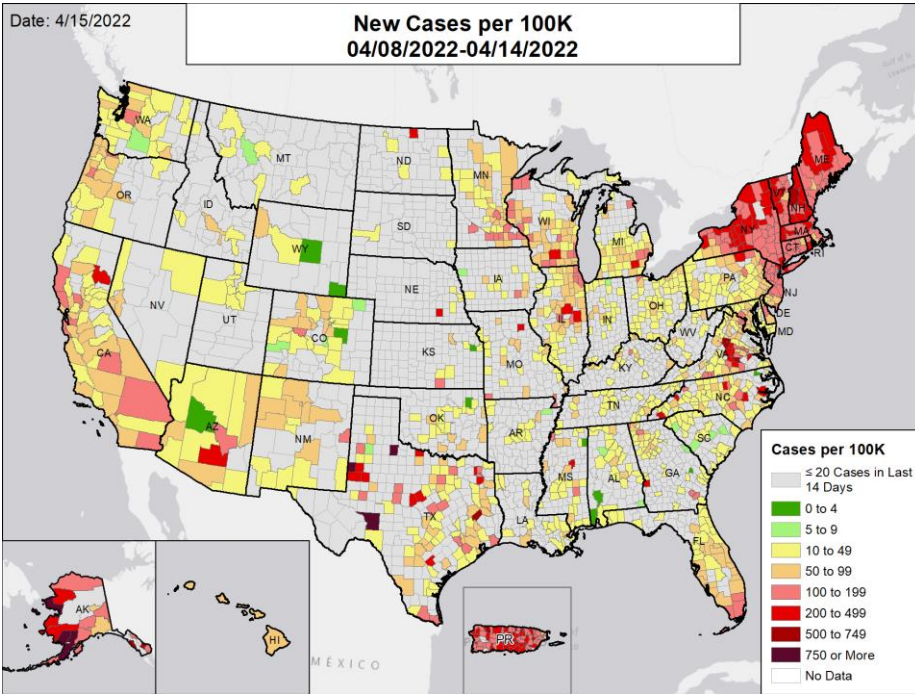 Date: 4/15/2022
New Cases per 100K
04/08/2022-04/14/2022
WA
MT
ND
MN
ME
OR
ID
WY
SD
WI
MI
NY
VT
NH
MA
CT
RI
NV
UT
CO
NE
IA
IL
IN
OH
PA
NJ
DE
MD
WV
VA
CA
KS
MO
KY
NC
AZ
NM
OK
AR
TN
SC
TX
LA
MS
AL
GA
FL
AK
HI
PR
MÉXICO
Cases per 100K
≤ 20 Cases in Last
14 Days
0 to 4
5 to 9
10 to 49
50 to 99
100 to 199
200 to 499
500 to 749
750 or More
No Data